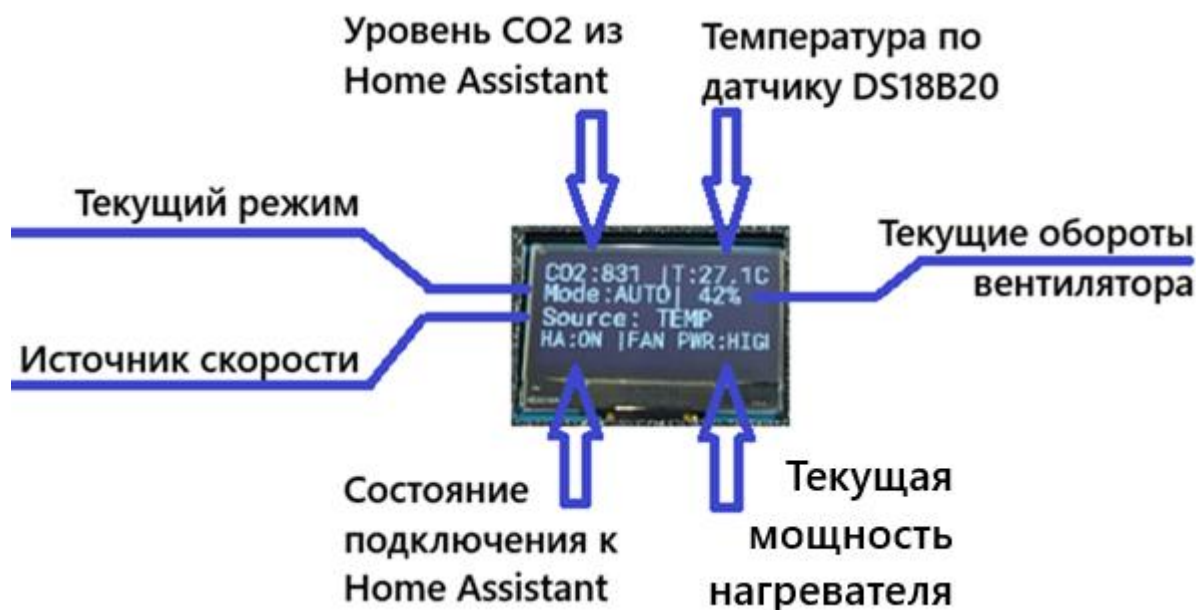 Уровень CO2 из
Home Assistant
Температура по
датчику DS18B20
Текущий режим
Текущие обороты
вентилятора
CO2:831 |T:27.1C
Mode:AUTO| 42%
Source: TEMP
HA:ON |FAN PWR:HIGI
Источник скорости
Состояние
подключения к
Home Assistant
Текущая
мощность
нагревателя